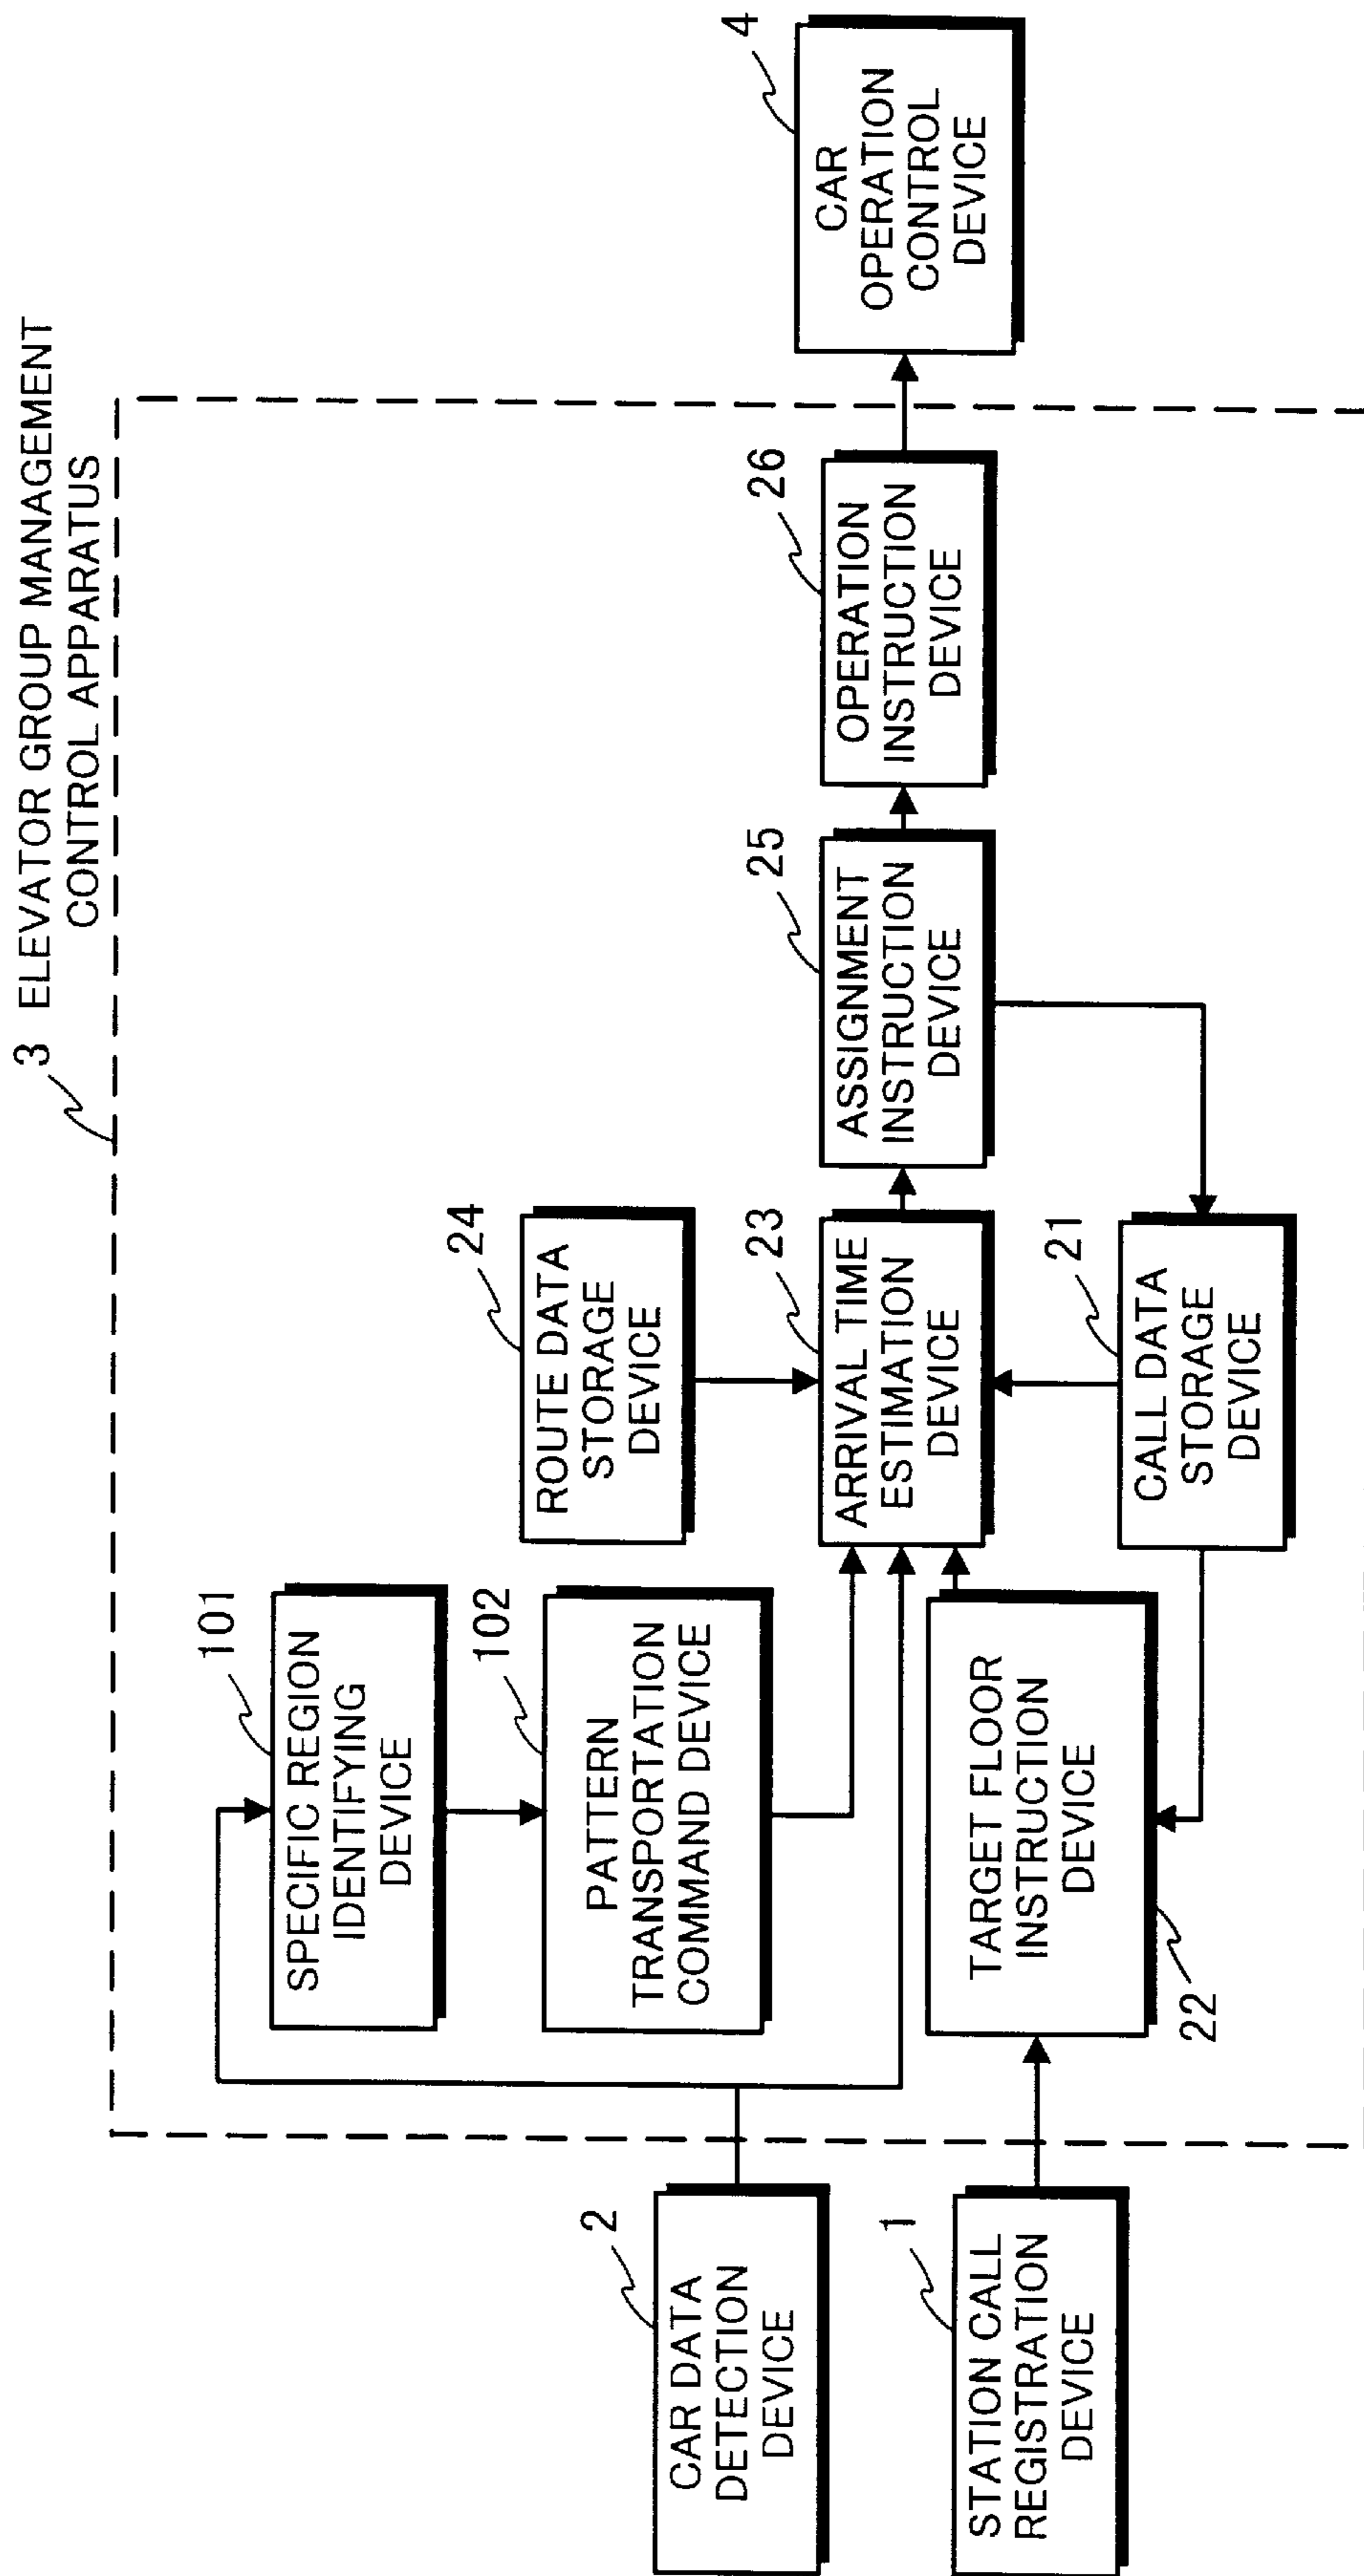 3 ELEVATOR GROUP MANAGEMENT
CONTROL APPARATUS
101
SPECIFIC REGION
IDENTIFYING
DEVICE
102
PATTERN
TRANSPORTATION
COMMAND DEVICE
24
ROUTE DATA
STORAGE
DEVICE
2
CAR DATA
DETECTION
DEVICE
23
ARRIVAL TIME
ESTIMATION
DEVICE
25
ASSIGNMENT
INSTRUCTION
DEVICE
26
OPERATION
INSTRUCTION
DEVICE
4
CAR
OPERATION
CONTROL
DEVICE
1
STATION CALL
REGISTRATION
DEVICE
TARGET FLOOR
INSTRUCTION
DEVICE
22
21
CALL DATA
STORAGE
DEVICE